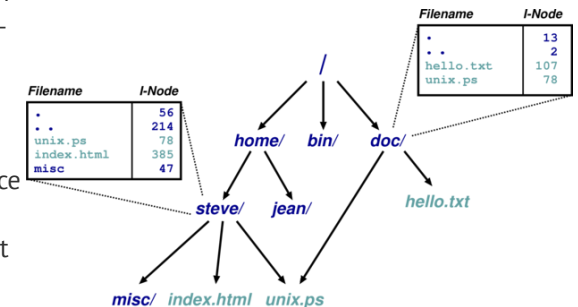 Filename I-Node
. 13
. . 2
hello.txt 107
unix.ps 78
/
Filename I-Node
. 56
. . 214
unix.ps 78
index.html 385
misc 47
home/ bin/ doc/
ce
hello.txt
steve/ jean/
t
misc/ index.html unix.ps